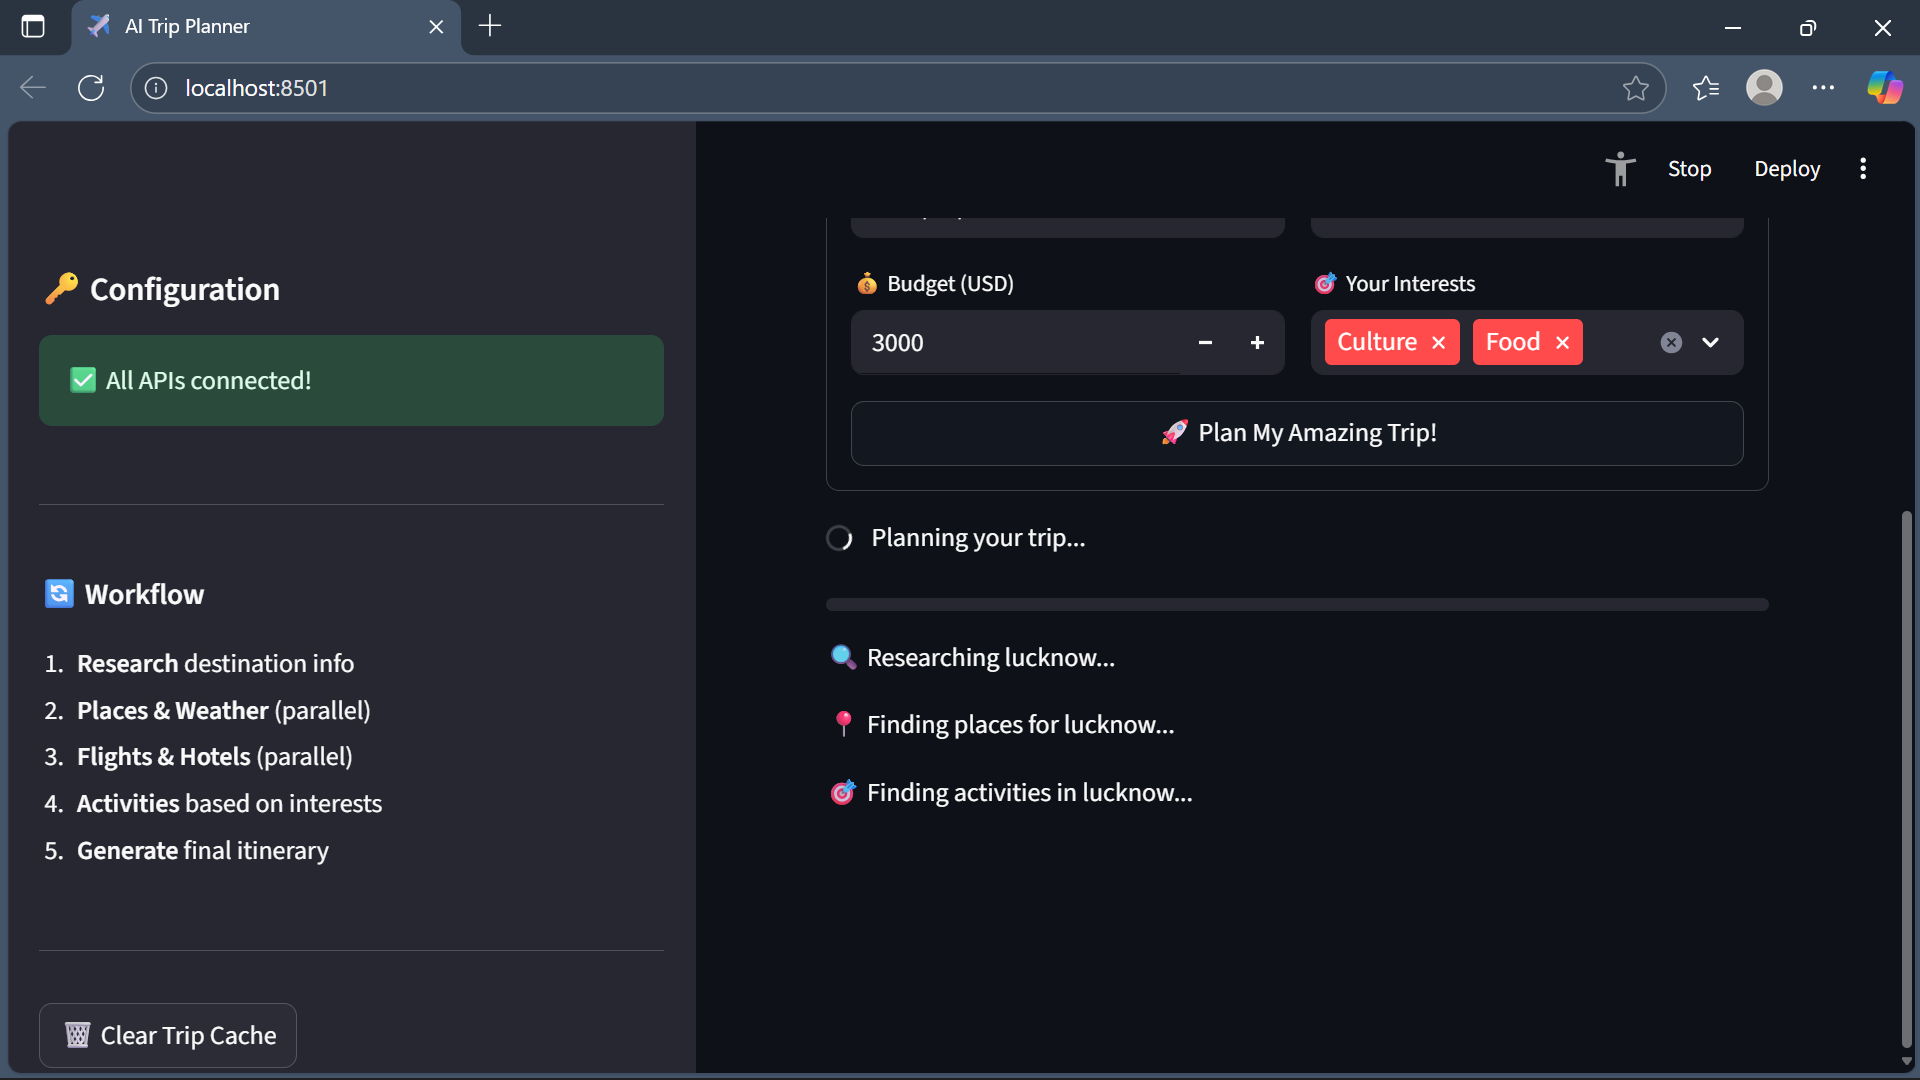 AI Trip Planner
localhost:8501
Stop Deploy
🔑 Configuration
✅ All APIs connected!
🔄 Workflow
1. Research destination info
2. Places & Weather (parallel)
3. Flights & Hotels (parallel)
4. Activities based on interests
5. Generate final itinerary
🗑️ Clear Trip Cache
💰 Budget (USD)
3000
🎯 Your Interests
Culture Food
🚀 Plan My Amazing Trip!
Planning your trip...
🔍 Researching lucknow...
📍 Finding places for lucknow...
🎯 Finding activities in lucknow...